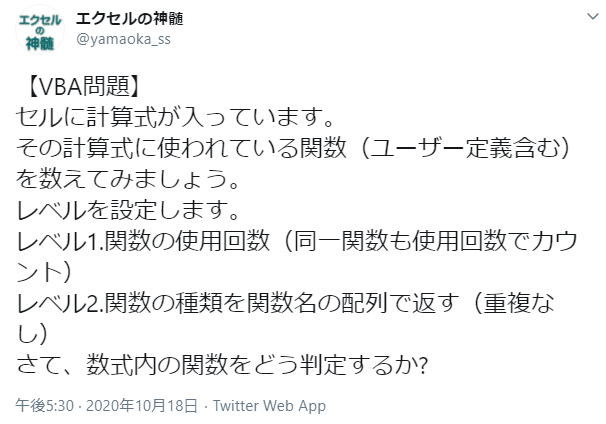 エクセルの神髄
エクセルの神髄
@yamaoka_ss
【VBA問題】
セルに計算式が入っています。
その計算式に使われている関数（ユーザー定義含む）
を数えてみましょう。
レベルを設定します。
レベル1.関数の使用回数（同一関数も使用回数でカウ
ント）
レベル2.関数の種類を関数名の配列で返す（重複な
し）
さて、数式内の関数をどう判定するか?
午後5:30 · 2020年10月18日 · Twitter Web App